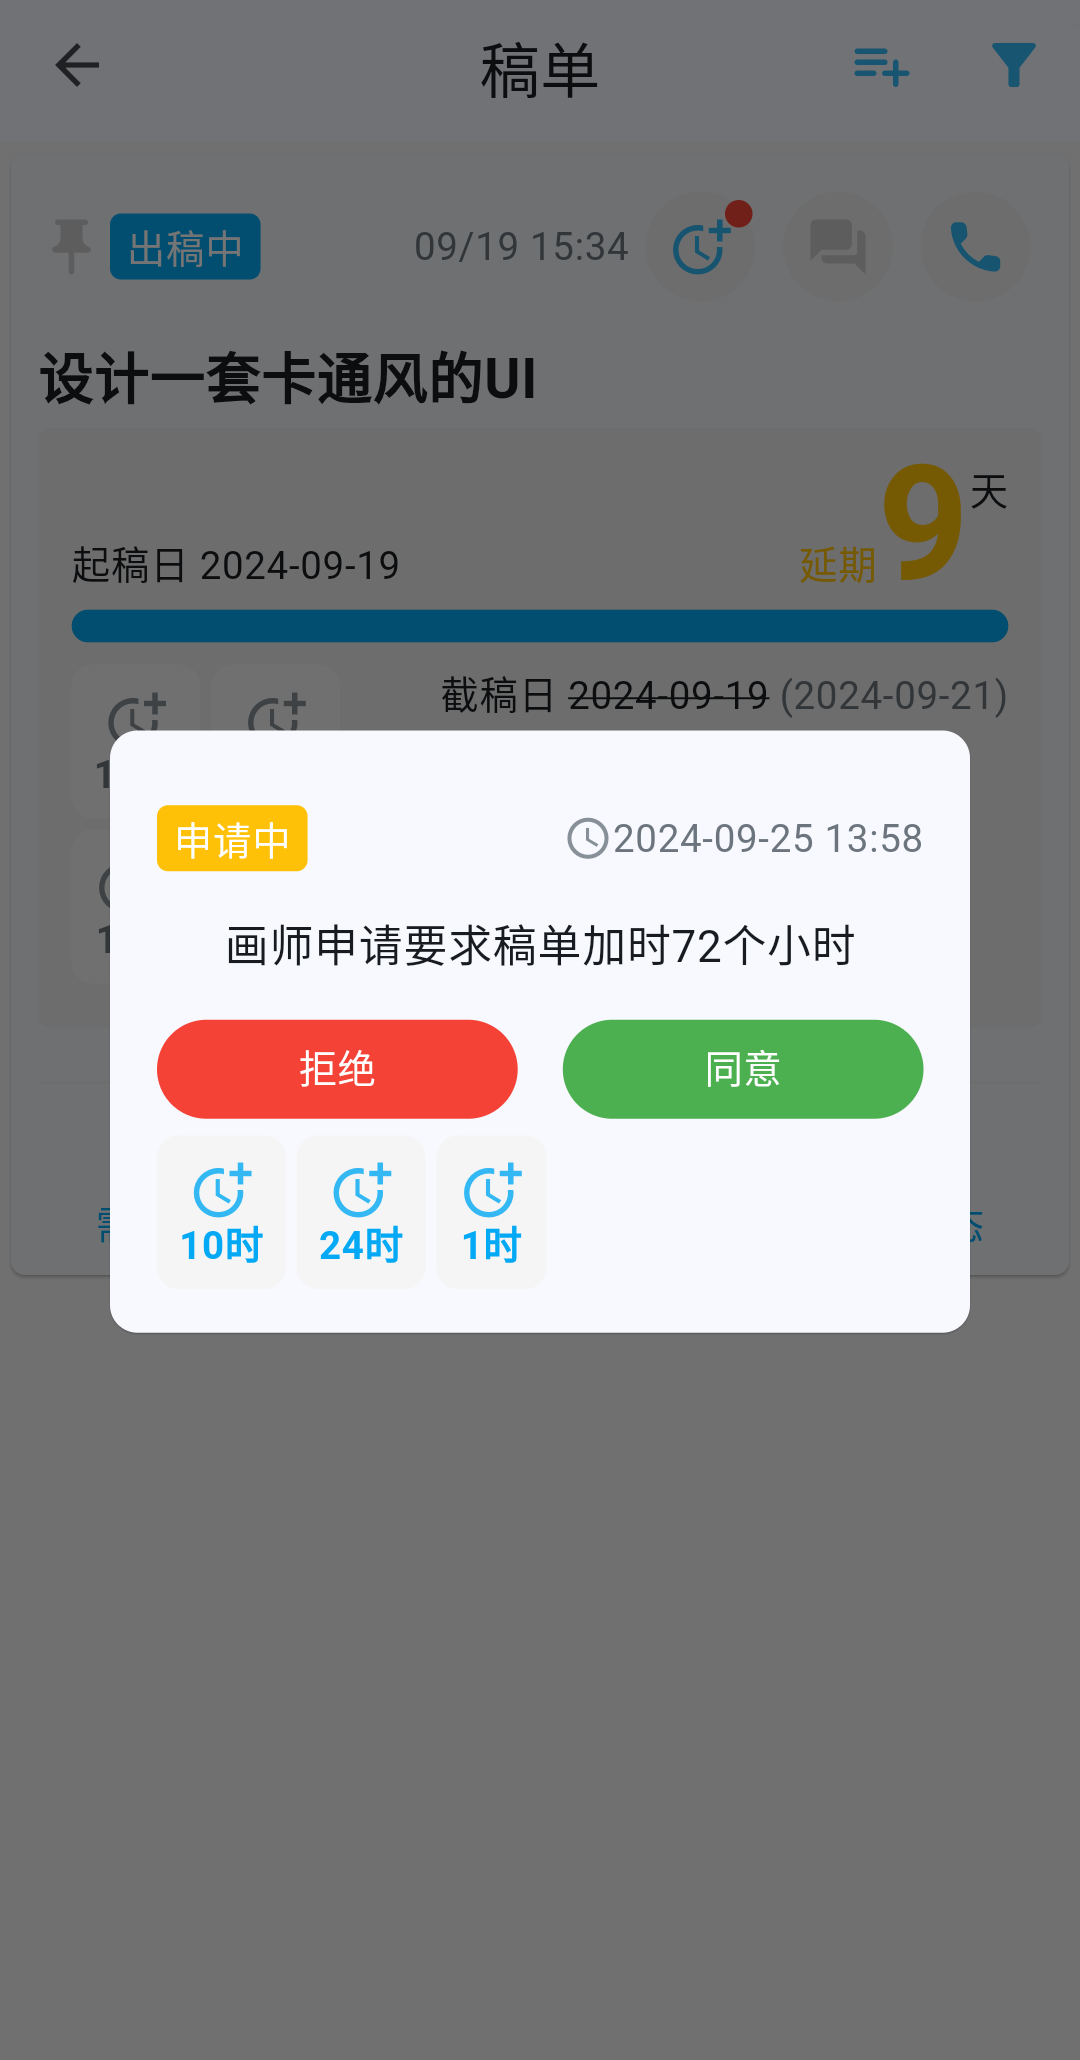 稿单
出稿中 09/19 15:34
设计一套卡通风的UI
9天
起稿日 2024-09-19 延期
截稿日 2024-09-19 (2024-09-21)
申请中 2024-09-25 13:58
画师申请要求稿单加时72个小时
拒绝 同意
10时 24时 1时